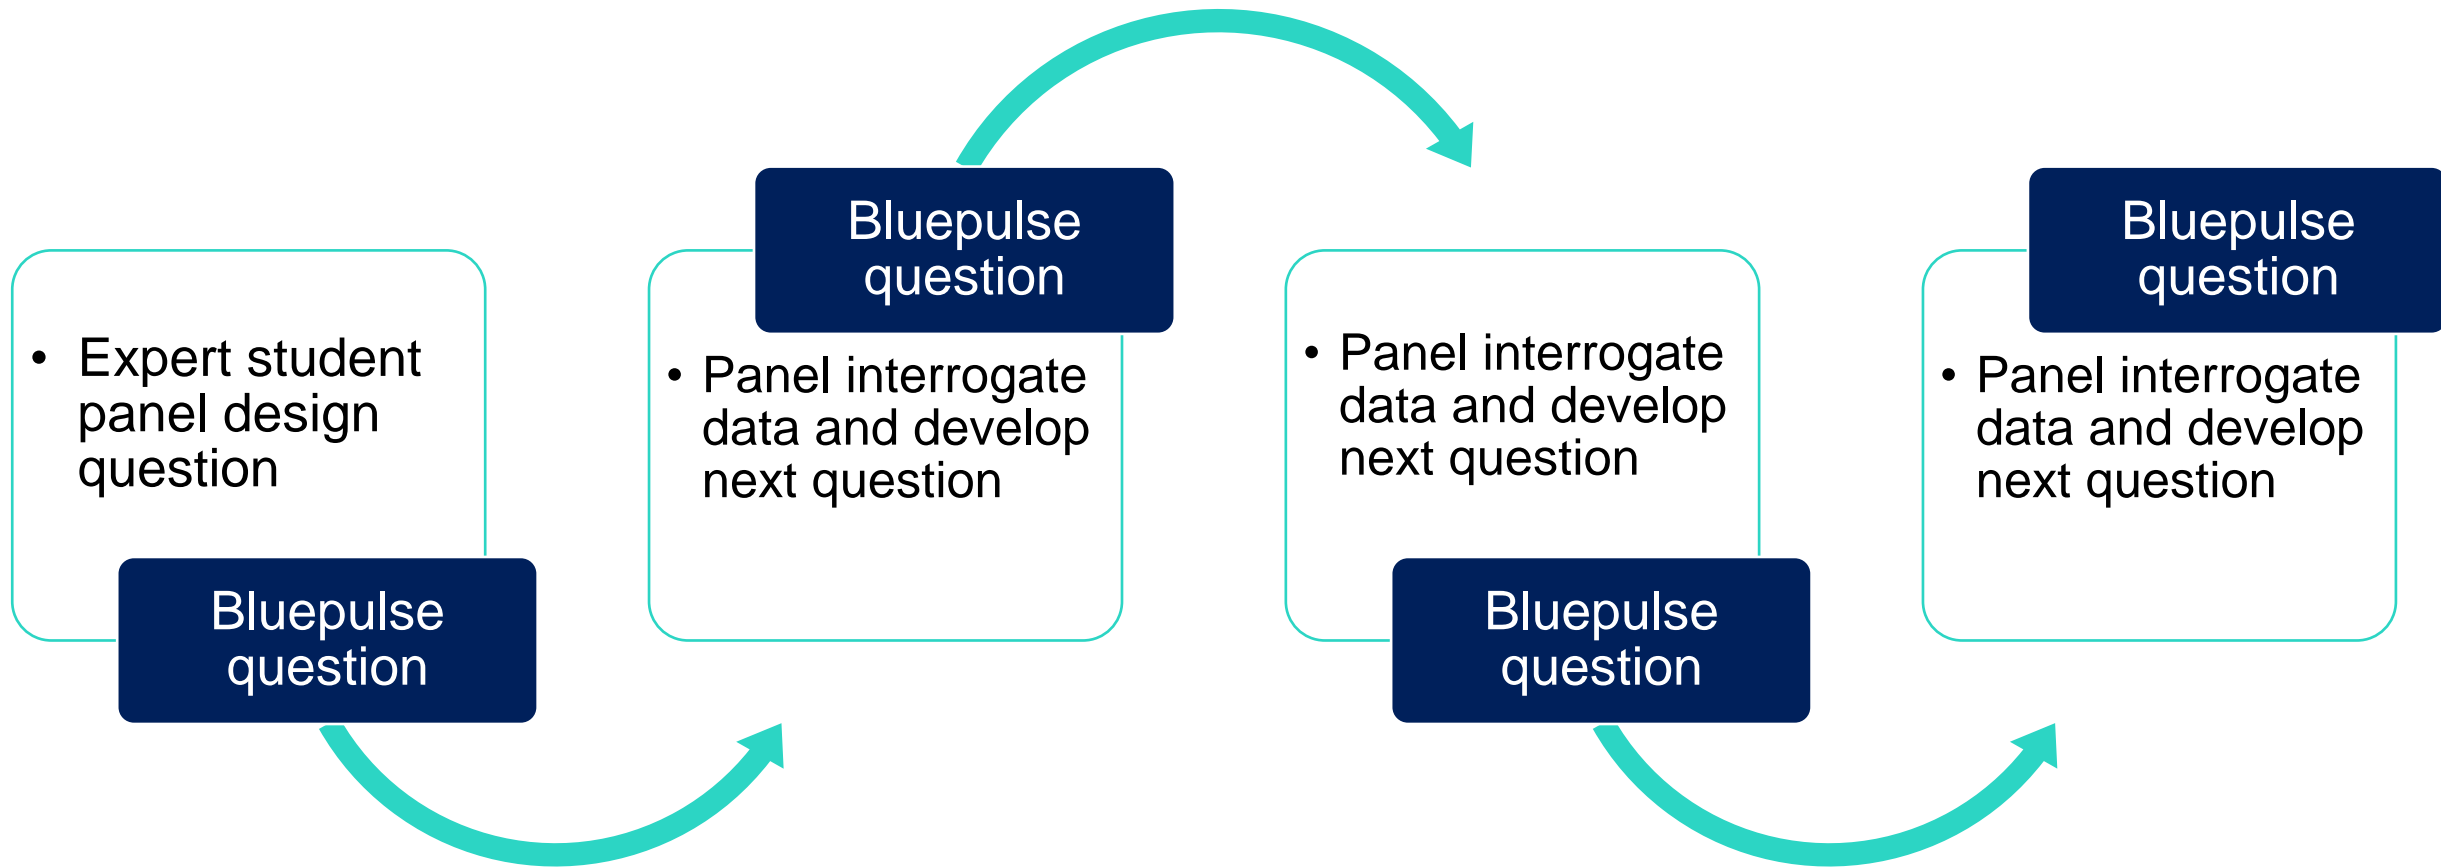 • Expert student
panel design
question
Bluepulse
question
Bluepulse
question
• Panel interrogate
data and develop
next question
• Panel interrogate
data and develop
next question
Bluepulse
question
Bluepulse
question
• Panel interrogate
data and develop
next question